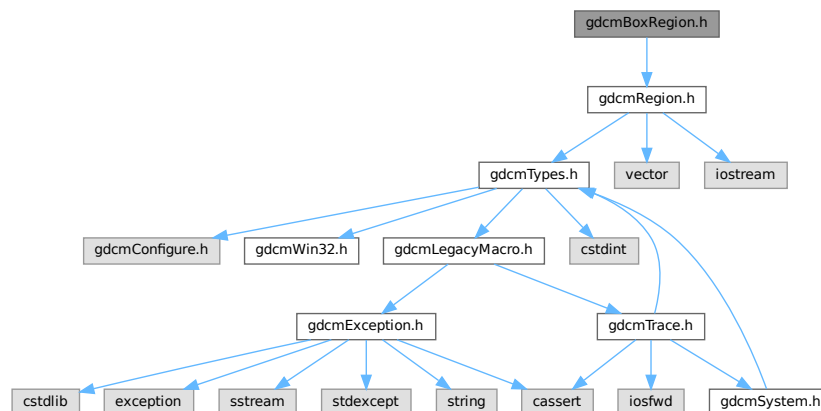 gdcmBoxRegion.h
gdcmRegion.h
gdcmTypes.h
vector
iostream
gdcmConfigure.h
gdcmWin32.h
gdcmLegacyMacro.h
cstdint
gdcmException.h
gdcmTrace.h
cstdlib
exception
sstream
stdexcept
string
cassert
iosfwd
gdcmSystem.h